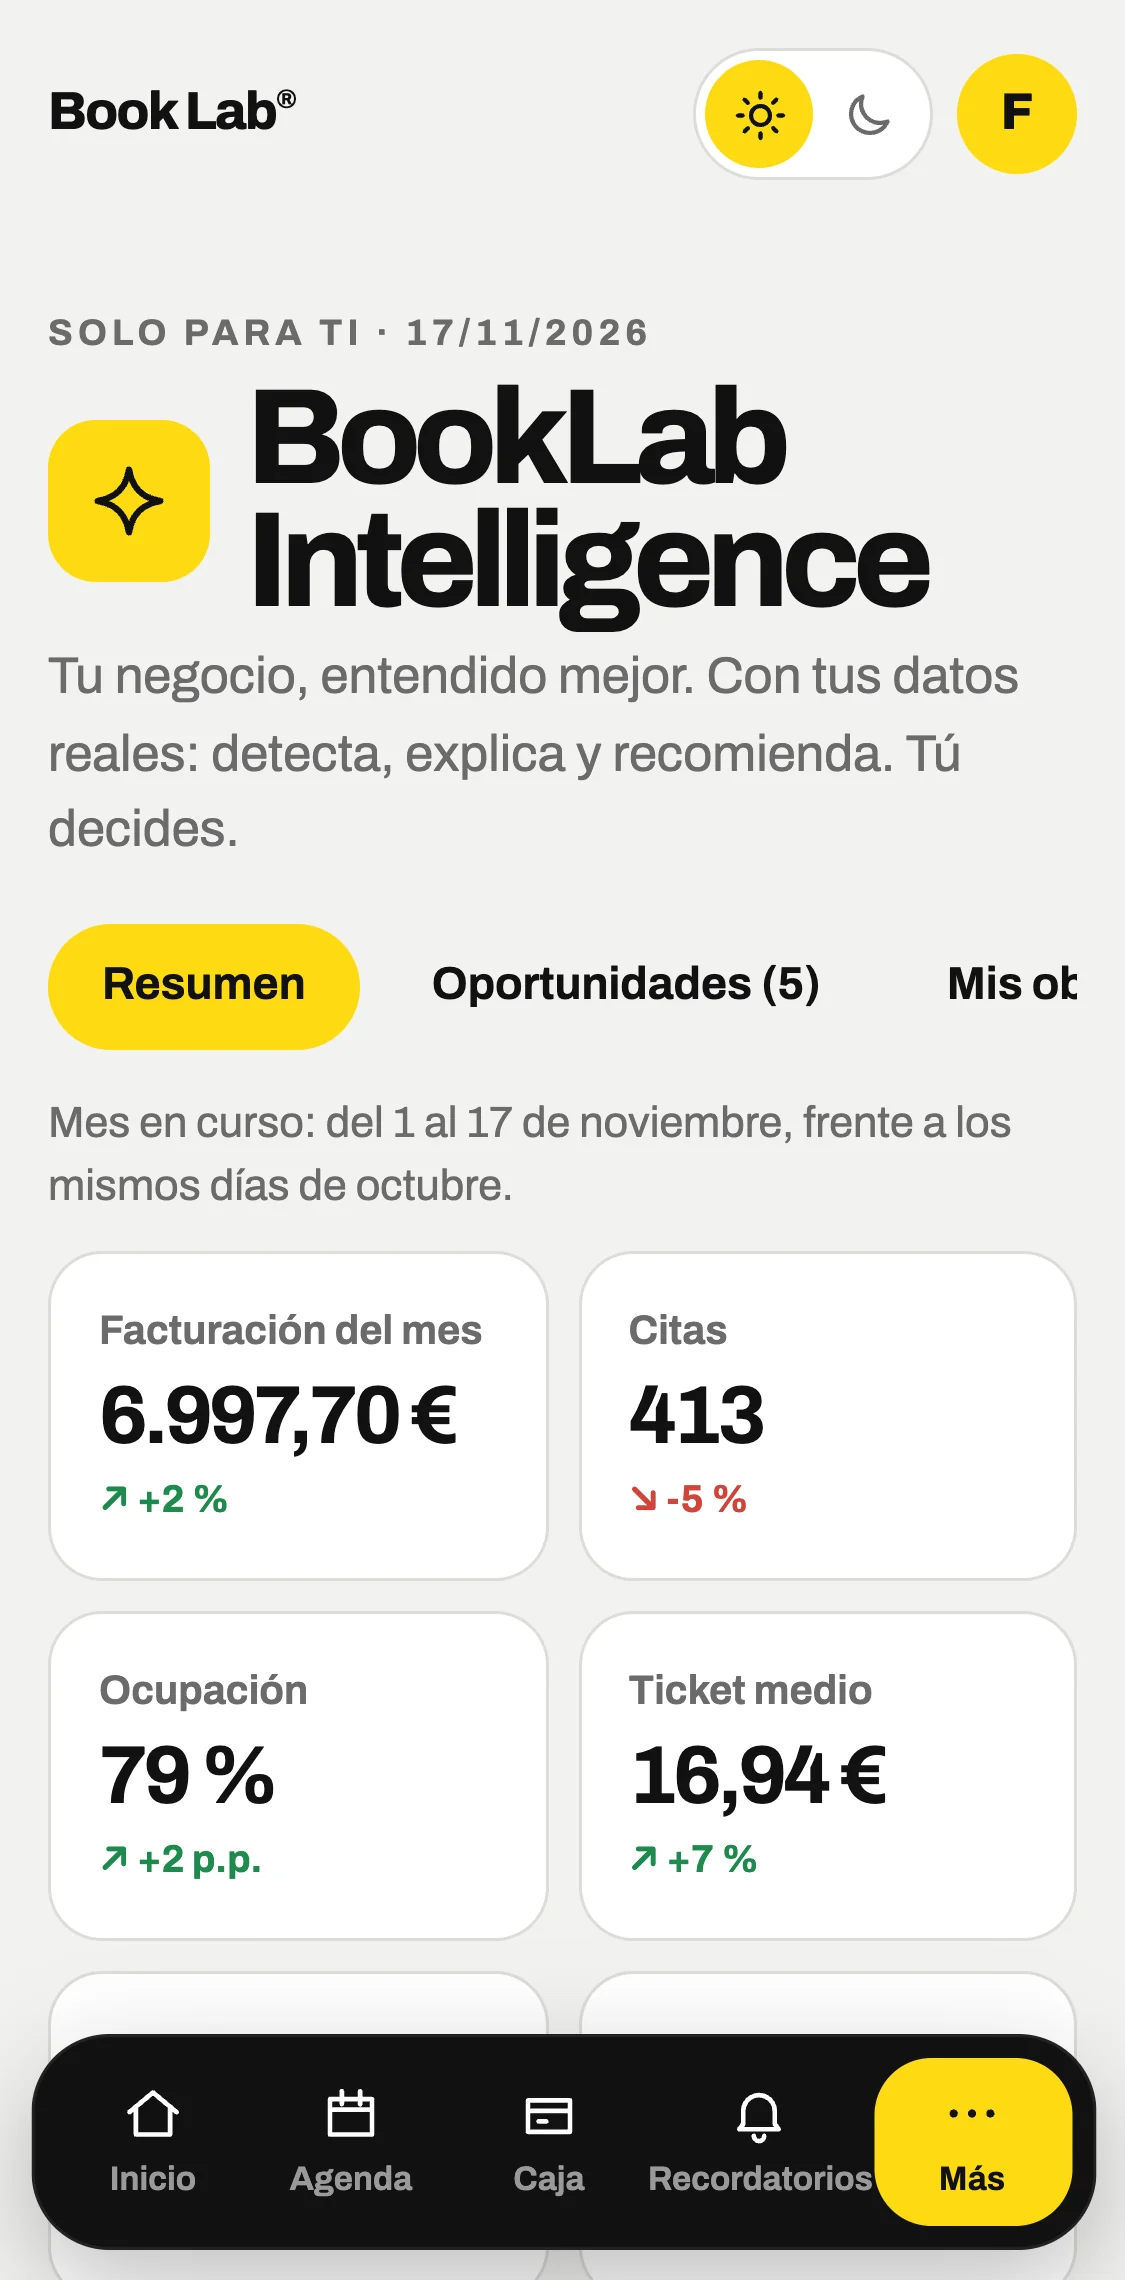 Book Lab®
F
SOLO PARA TI · 17/11/2026
BookLab
Intelligence
Tu negocio, entendido mejor. Con tus datos
reales: detecta, explica y recomienda. Tú
decides.
Resumen
Oportunidades (5)
Mis ob
Mes en curso: del 1 al 17 de noviembre, frente a los
mismos días de octubre.
Facturación del mes
6.997,70 €
+2 %
Citas
413
-5 %
Ocupación
79 %
+2 p.p.
Ticket medio
16,94 €
+7 %
Inicio
Agenda
Caja
Recordatorios
Más